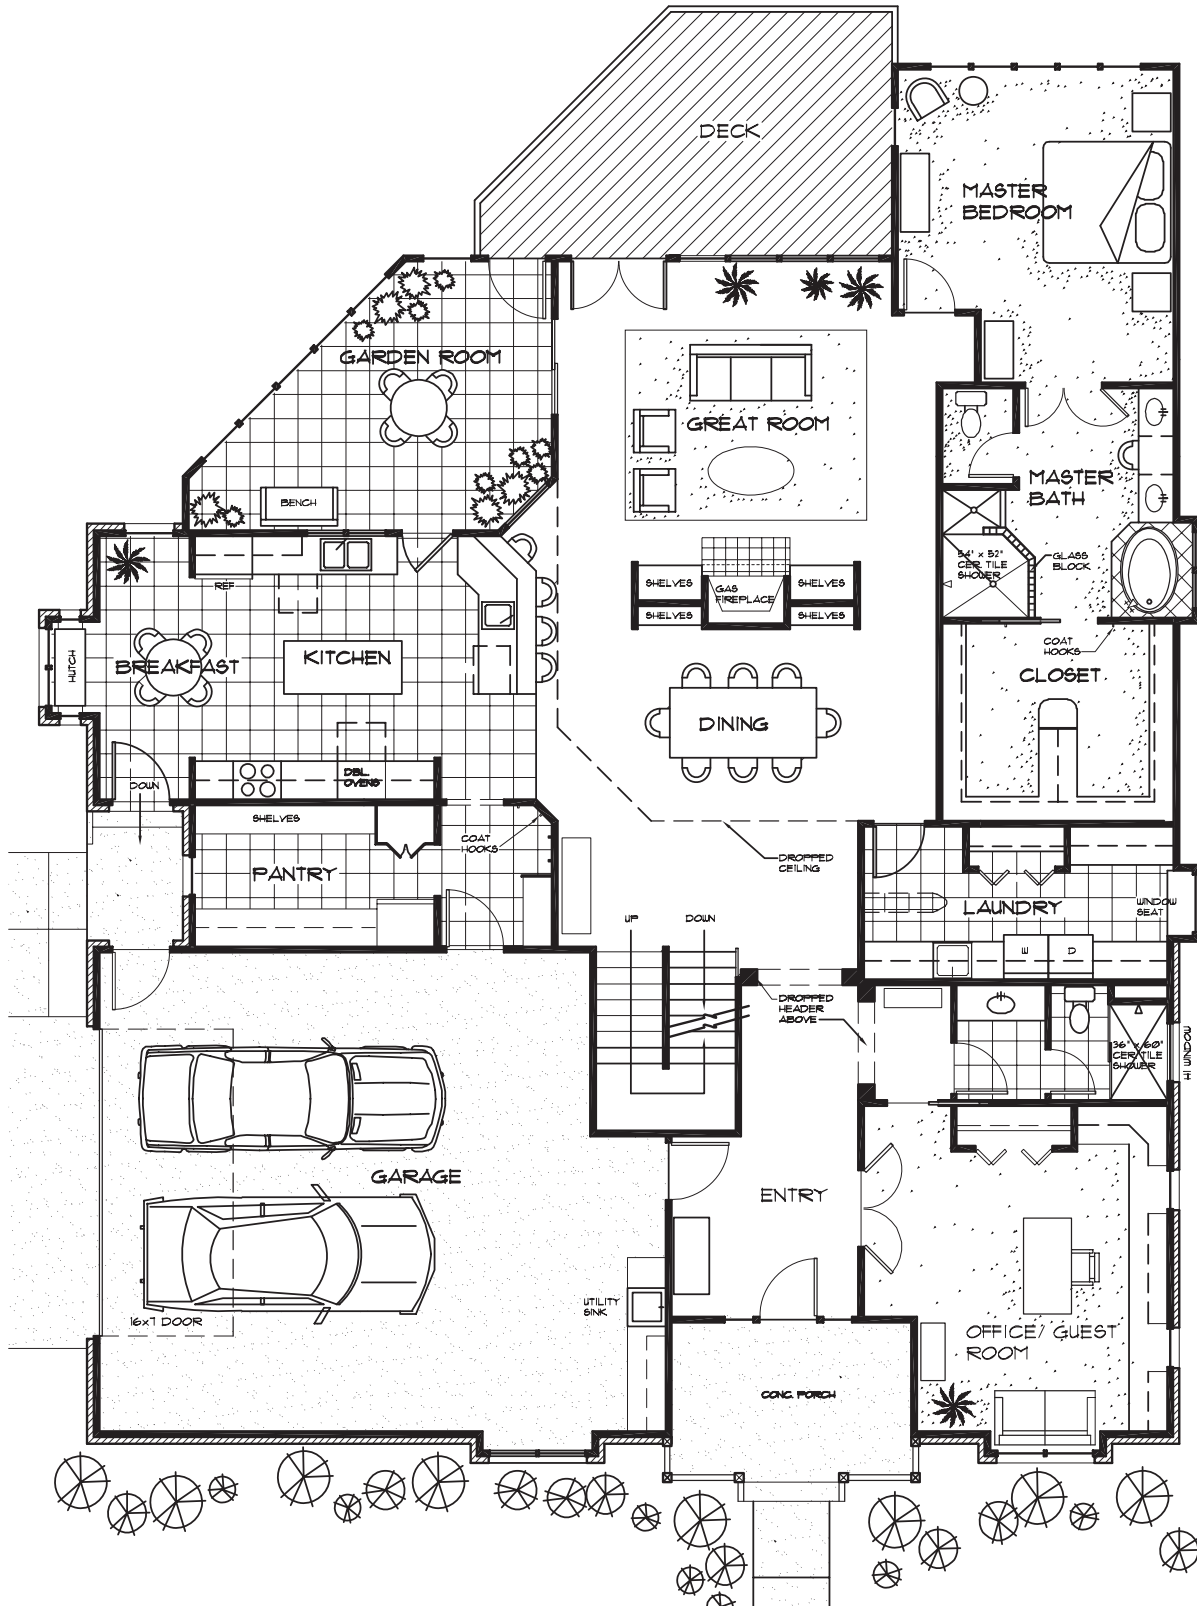 DECK
MASTER
BEDROOM
GARDEN ROOM
GREAT ROOM
MASTER
BATH
BENCH
54" x 52"
CER. TILE
SHOWER
GLASS
BLOCK
REF
SHELVES
GAS
FIREPLACE
SHELVES
SHELVES
SHELVES
COAT
HOOKS
HUTCH
BREAKFAST
KITCHEN
CLOSET
DINING
DBL.
OVENS
DOWN
SHELVES
COAT
HOOKS
PANTRY
DROPPED
CEILING
LAUNDRY
WINDOW
SEAT
UP
DOWN
E
D
DROPPED
HEADER
ABOVE
36" x 60"
CER. TILE
SHOWER
GARAGE
ENTRY
UTILITY
SINK
16x7 DOOR
OFFICE/ GUEST
ROOM
CONC. PORCH